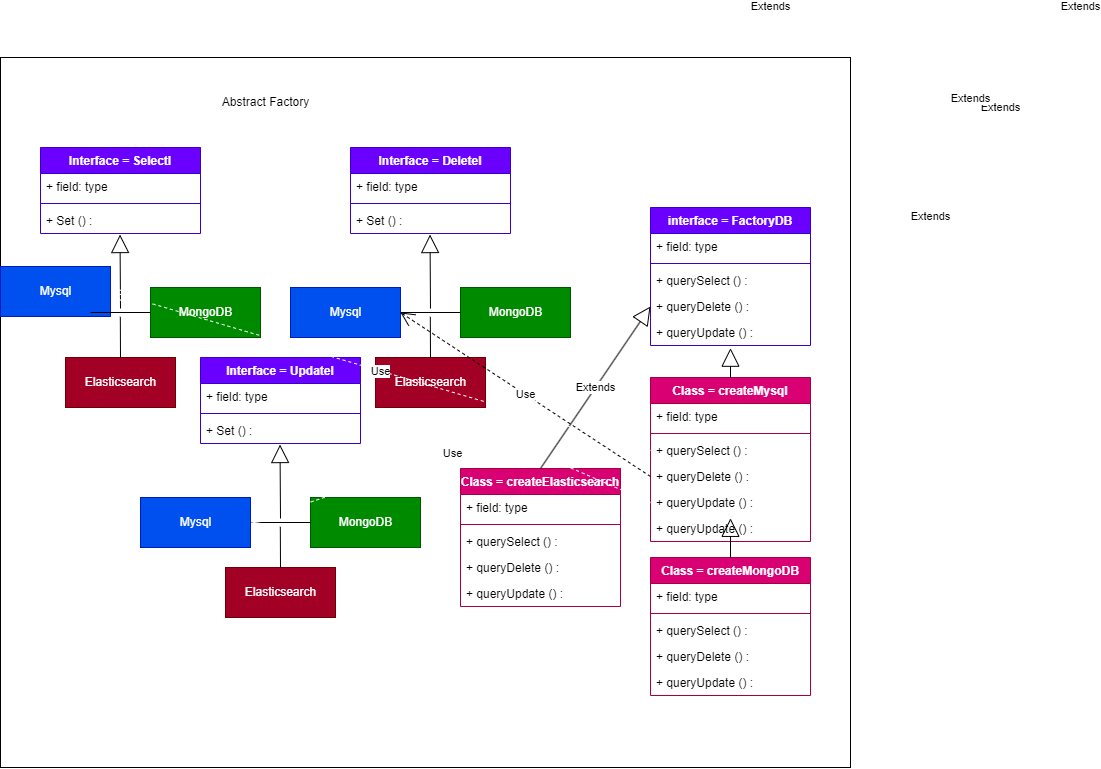 Extends
Extends
Extends
Extends
Extends
Abstract Factory
Interface = SelectI
+ field: type
+ Set () :
Mysql
MongoDB
Elasticsearch
Interface = DeleteI
+ field: type
+ Set () :
Mysql
MongoDB
Elasticsearch
Interface = UpdateI
+ field: type
+ Set () :
Mysql
MongoDB
Elasticsearch
Use
Use
Use
Extends
interface = FactoryDB
+ field: type
+ querySelect () :
+ queryDelete () :
+ queryUpdate () :
Class = createMysql
+ field: type
+ querySelect () :
+ queryDelete () :
+ queryUpdate () :
+ queryUpdate () :
Class = createElasticsearch
+ field: type
+ querySelect () :
+ queryDelete () :
+ queryUpdate () :
Class = createMongoDB
+ field: type
+ querySelect () :
+ queryDelete () :
+ queryUpdate () :